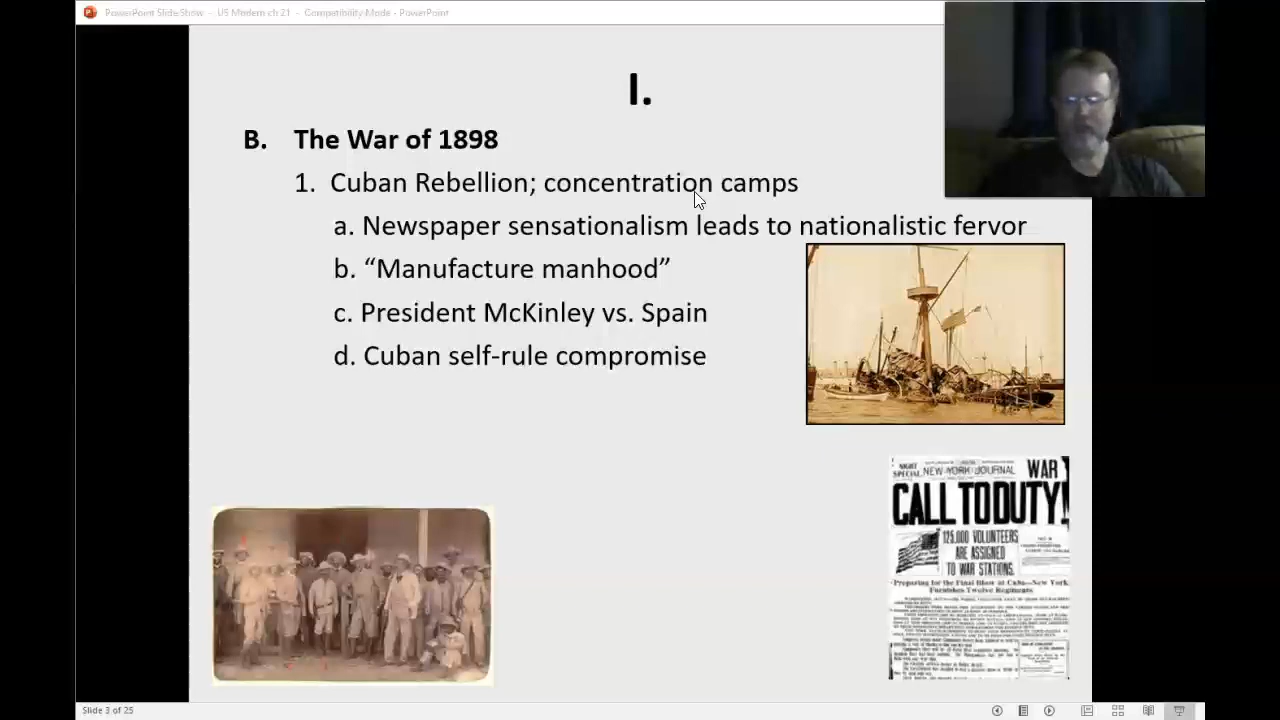 PowerPoint Slide Show - US Modern ch 21 - Compatibility Mode - PowerPoint
I.
B. The War of 1898
1. Cuban Rebellion; concentration camps
a. Newspaper sensationalism leads to nationalistic fervor
b. “Manufacture manhood”
c. President McKinley vs. Spain
d. Cuban self-rule compromise
NIGHT SPECIAL
NEW YORK JOURNAL
WAR
CALL TO DUTY!
125,000 VOLUNTEERS
ARE ASSIGNED
TO WAR STATIONS.
Preparing for the Final Blow at Cuba—New York
Furnishes Twelve Regiments
Slide 3 of 25